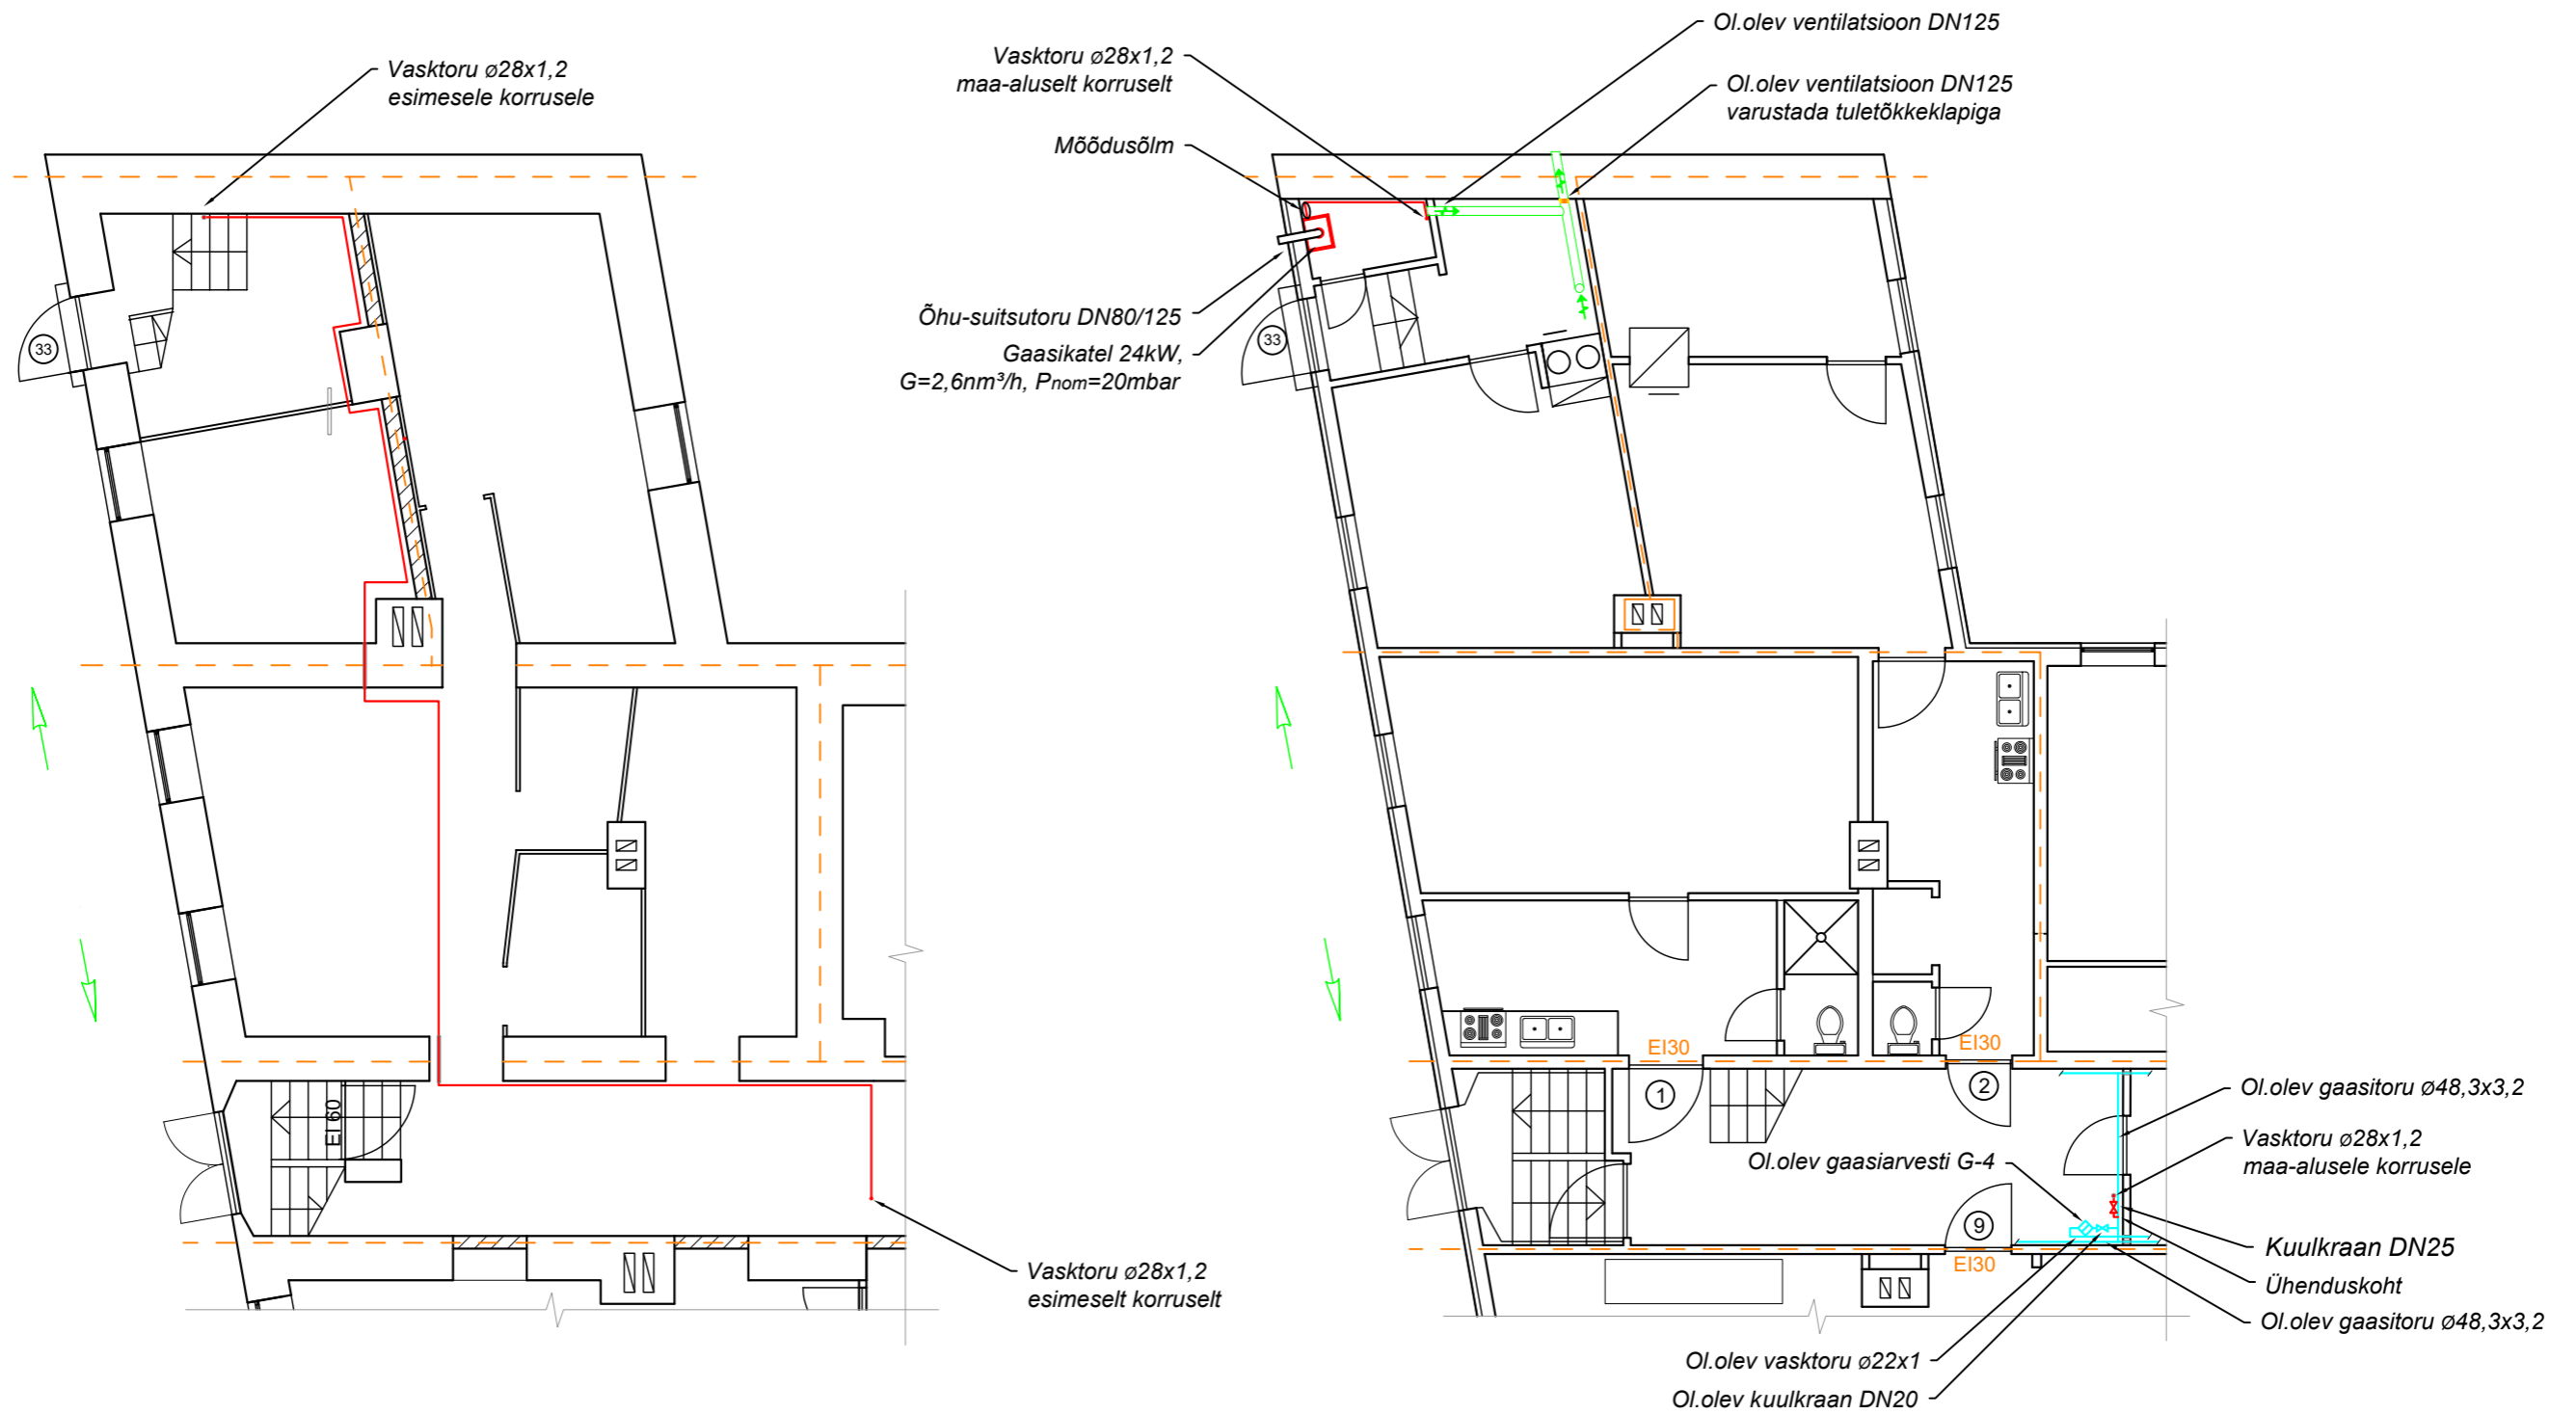 Vasktoru ø28x1,2
esimesele korrusele
33
EI 60
Vasktoru ø28x1,2
esimeselt korruselt
Ol.olev ventilatsioon DN125
Vasktoru ø28x1,2
maa-aluselt korruselt
Ol.olev ventilatsioon DN125
varustada tuletõkkeklapiga
Mõõdusõlm
Õhu-suitsutoru DN80/125
33
Gaasikatel 24kW,
G=2,6nm³/h, Pnom=20mbar
EI30
EI30
1
2
Ol.olev gaasitoru ø48,3x3,2
Vasktoru ø28x1,2
maa-alusele korrusele
Ol.olev gaasiarvesti G-4
9
EI30
Kuulkraan DN25
Ühenduskoht
Ol.olev gaasitoru ø48,3x3,2
Ol.olev vasktoru ø22x1
Ol.olev kuulkraan DN20